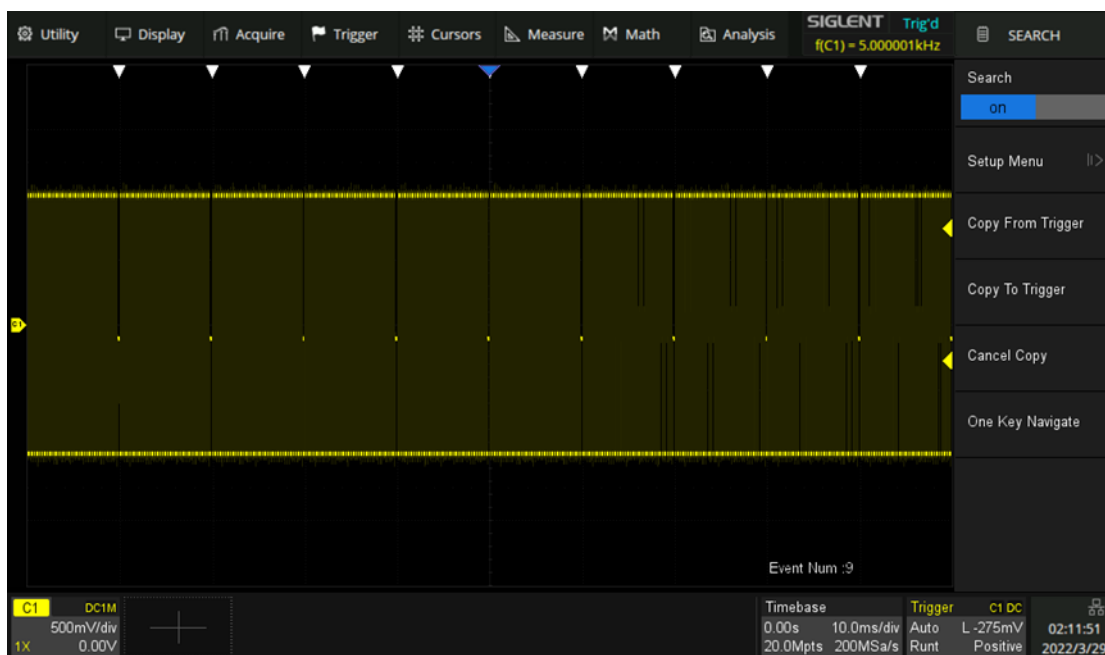 Utility Display Acquire Trigger Cursors Measure Math Analysis
SIGLENT Trig'd
f(C1) = 5.000001kHz
SEARCH
Search
on
Setup Menu
Copy From Trigger
Copy To Trigger
Cancel Copy
One Key Navigate
C1
Event Num :9
C1 DC1M
500mV/div
1X 0.00V
Timebase
0.00s 10.0ms/div
20.0Mpts 200MSa/s
Trigger C1 DC
Auto L -275mV
Runt Positive
02:11:51
2022/3/29